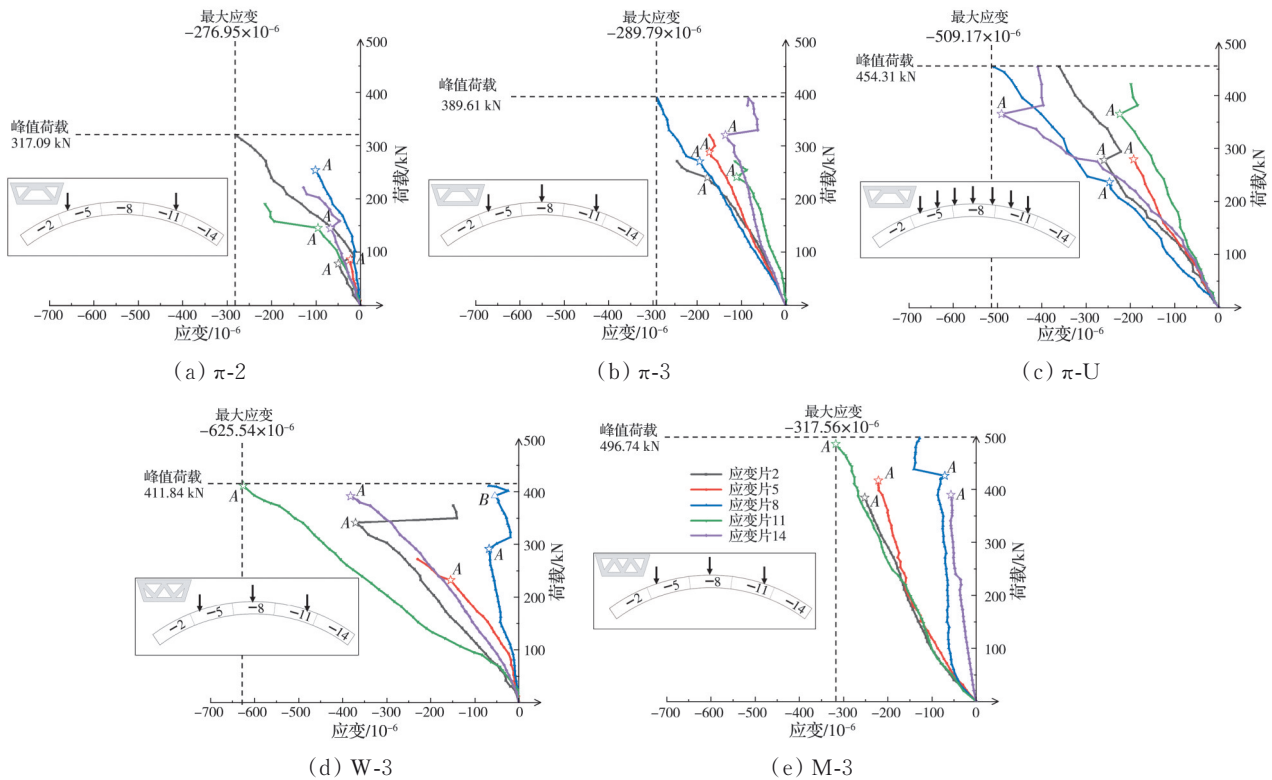 最大应变
−276.95×10⁻⁶
峰值荷载
317.09 kN
500
400
300
200
100
荷载/kN
A
A
A
A
A
−2
−5
−8
−11
−14
−700 −600 −500 −400 −300 −200 −100 0
应变/10⁻⁶
(a) π-2
最大应变
−289.79×10⁻⁶
峰值荷载
389.61 kN
500
400
300
200
100
荷载/kN
A
A
A
A
A
−2
−5
−8
−11
−14
−700 −600 −500 −400 −300 −200 −100 0
应变/10⁻⁶
(b) π-3
最大应变
−509.17×10⁻⁶
峰值荷载
454.31 kN
500
400
300
200
100
荷载/kN
A
A
A
A
A
−2
−5
−8
−11
−14
−700 −600 −500 −400 −300 −200 −100 0
应变/10⁻⁶
(c) π-U
最大应变
−625.54×10⁻⁶
峰值荷载
411.84 kN
500
400
300
200
100
荷载/kN
A
A
A
B
A
A
−2
−5
−8
−11
−14
−700 −600 −500 −400 −300 −200 −100 0
应变/10⁻⁶
(d) W-3
最大应变
−317.56×10⁻⁶
峰值荷载
496.74 kN
500
400
300
200
100
荷载/kN
A
A
A
A
A
应变片2
应变片5
应变片8
应变片11
应变片14
−2
−5
−8
−11
−14
−700 −600 −500 −400 −300 −200 −100 0
应变/10⁻⁶
(e) M-3